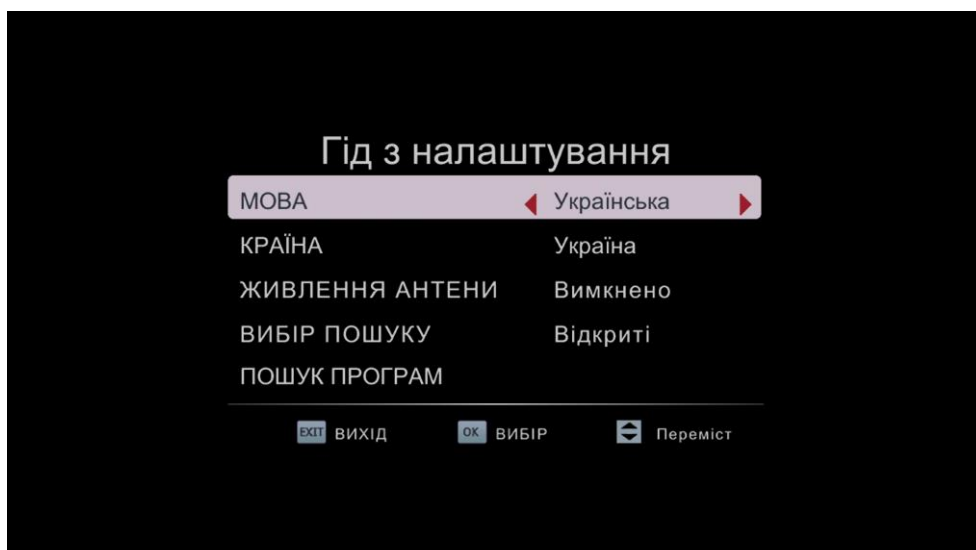 Гід з налаштування
МОВА Українська
КРАЇНА Україна
ЖИВЛЕННЯ АНТЕНИ Вимкнено
ВИБІР ПОШУКУ Відкриті
ПОШУК ПРОГРАМ
EXIT ВИХІД OK ВИБІР Переміст